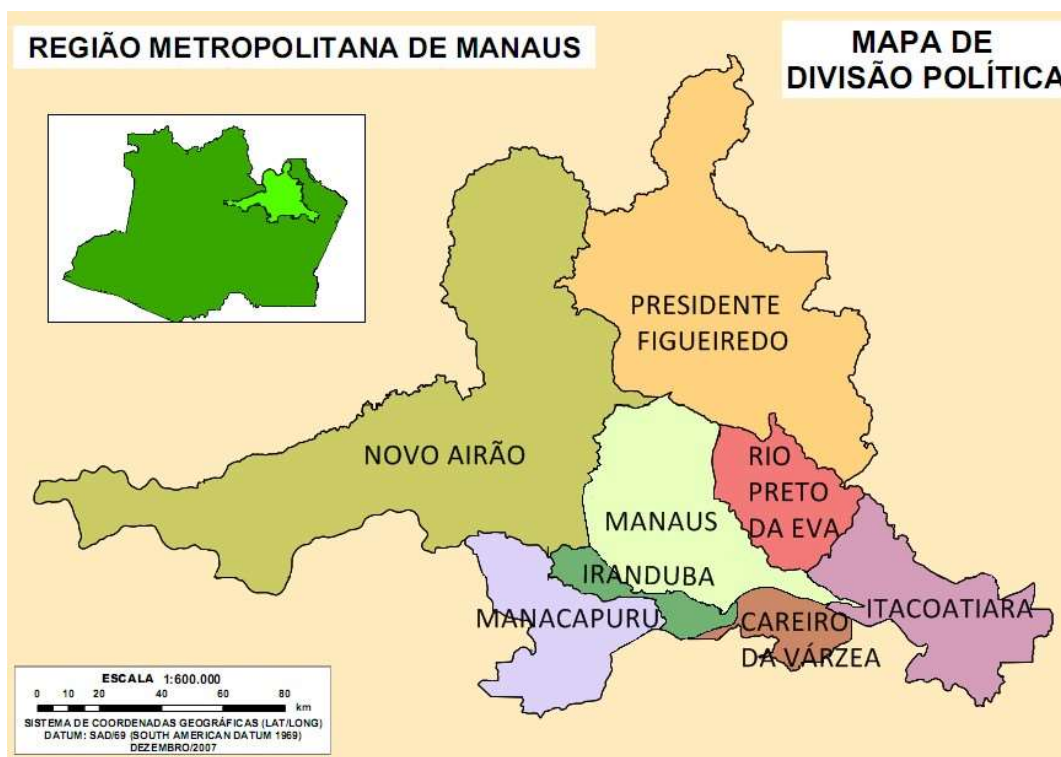 REGIÃO METROPOLITANA DE MANAUS
MAPA DE
DIVISÃO POLÍTICA
PRESIDENTE
FIGUEIREDO
NOVO AIRÃO
RIO
PRETO
DA EVA
MANAUS
IRANDUBA
MANACAPURU
CAREIRO
DA VÁRZEA
ITACOATIARA
ESCALA 1:600.000
0 10 20 40 60 80
km
SISTEMA DE COORDENADAS GEOGRÁFICAS (LAT/LONG)
DATUM: SAD/69 (SOUTH AMERICAN DATUM 1969)
DEZEMBRO/2007